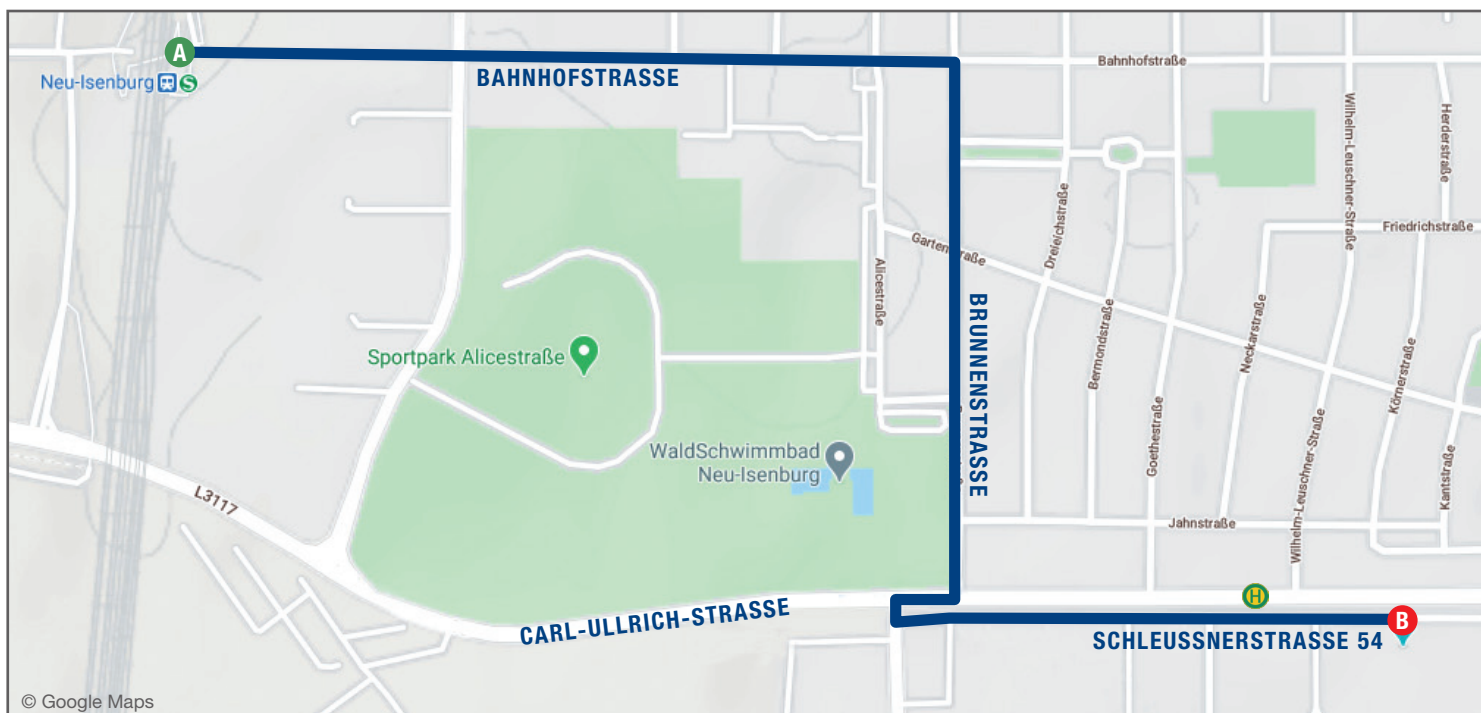 A
Neu-Isenburg
S
BAHNHOFSTRASSE
Bahnhofstraße
Wilhelm-Leuschner-Straße
Herderstraße
Dreieichstraße
Friedrichstraße
Alicestraße
BRUNNENSTRASSE
Bermondstraße
Goethestraße
Neckarstraße
Körnerstraße
Sportpark Alicestraße
WaldSchwimmbad
Neu-Isenburg
Wilhelm-Leuschner-Straße
Kantstraße
L3117
Jahnstraße
H
CARL-ULLRICH-STRASSE
B
SCHLEUSSNERSTRASSE 54
© Google Maps